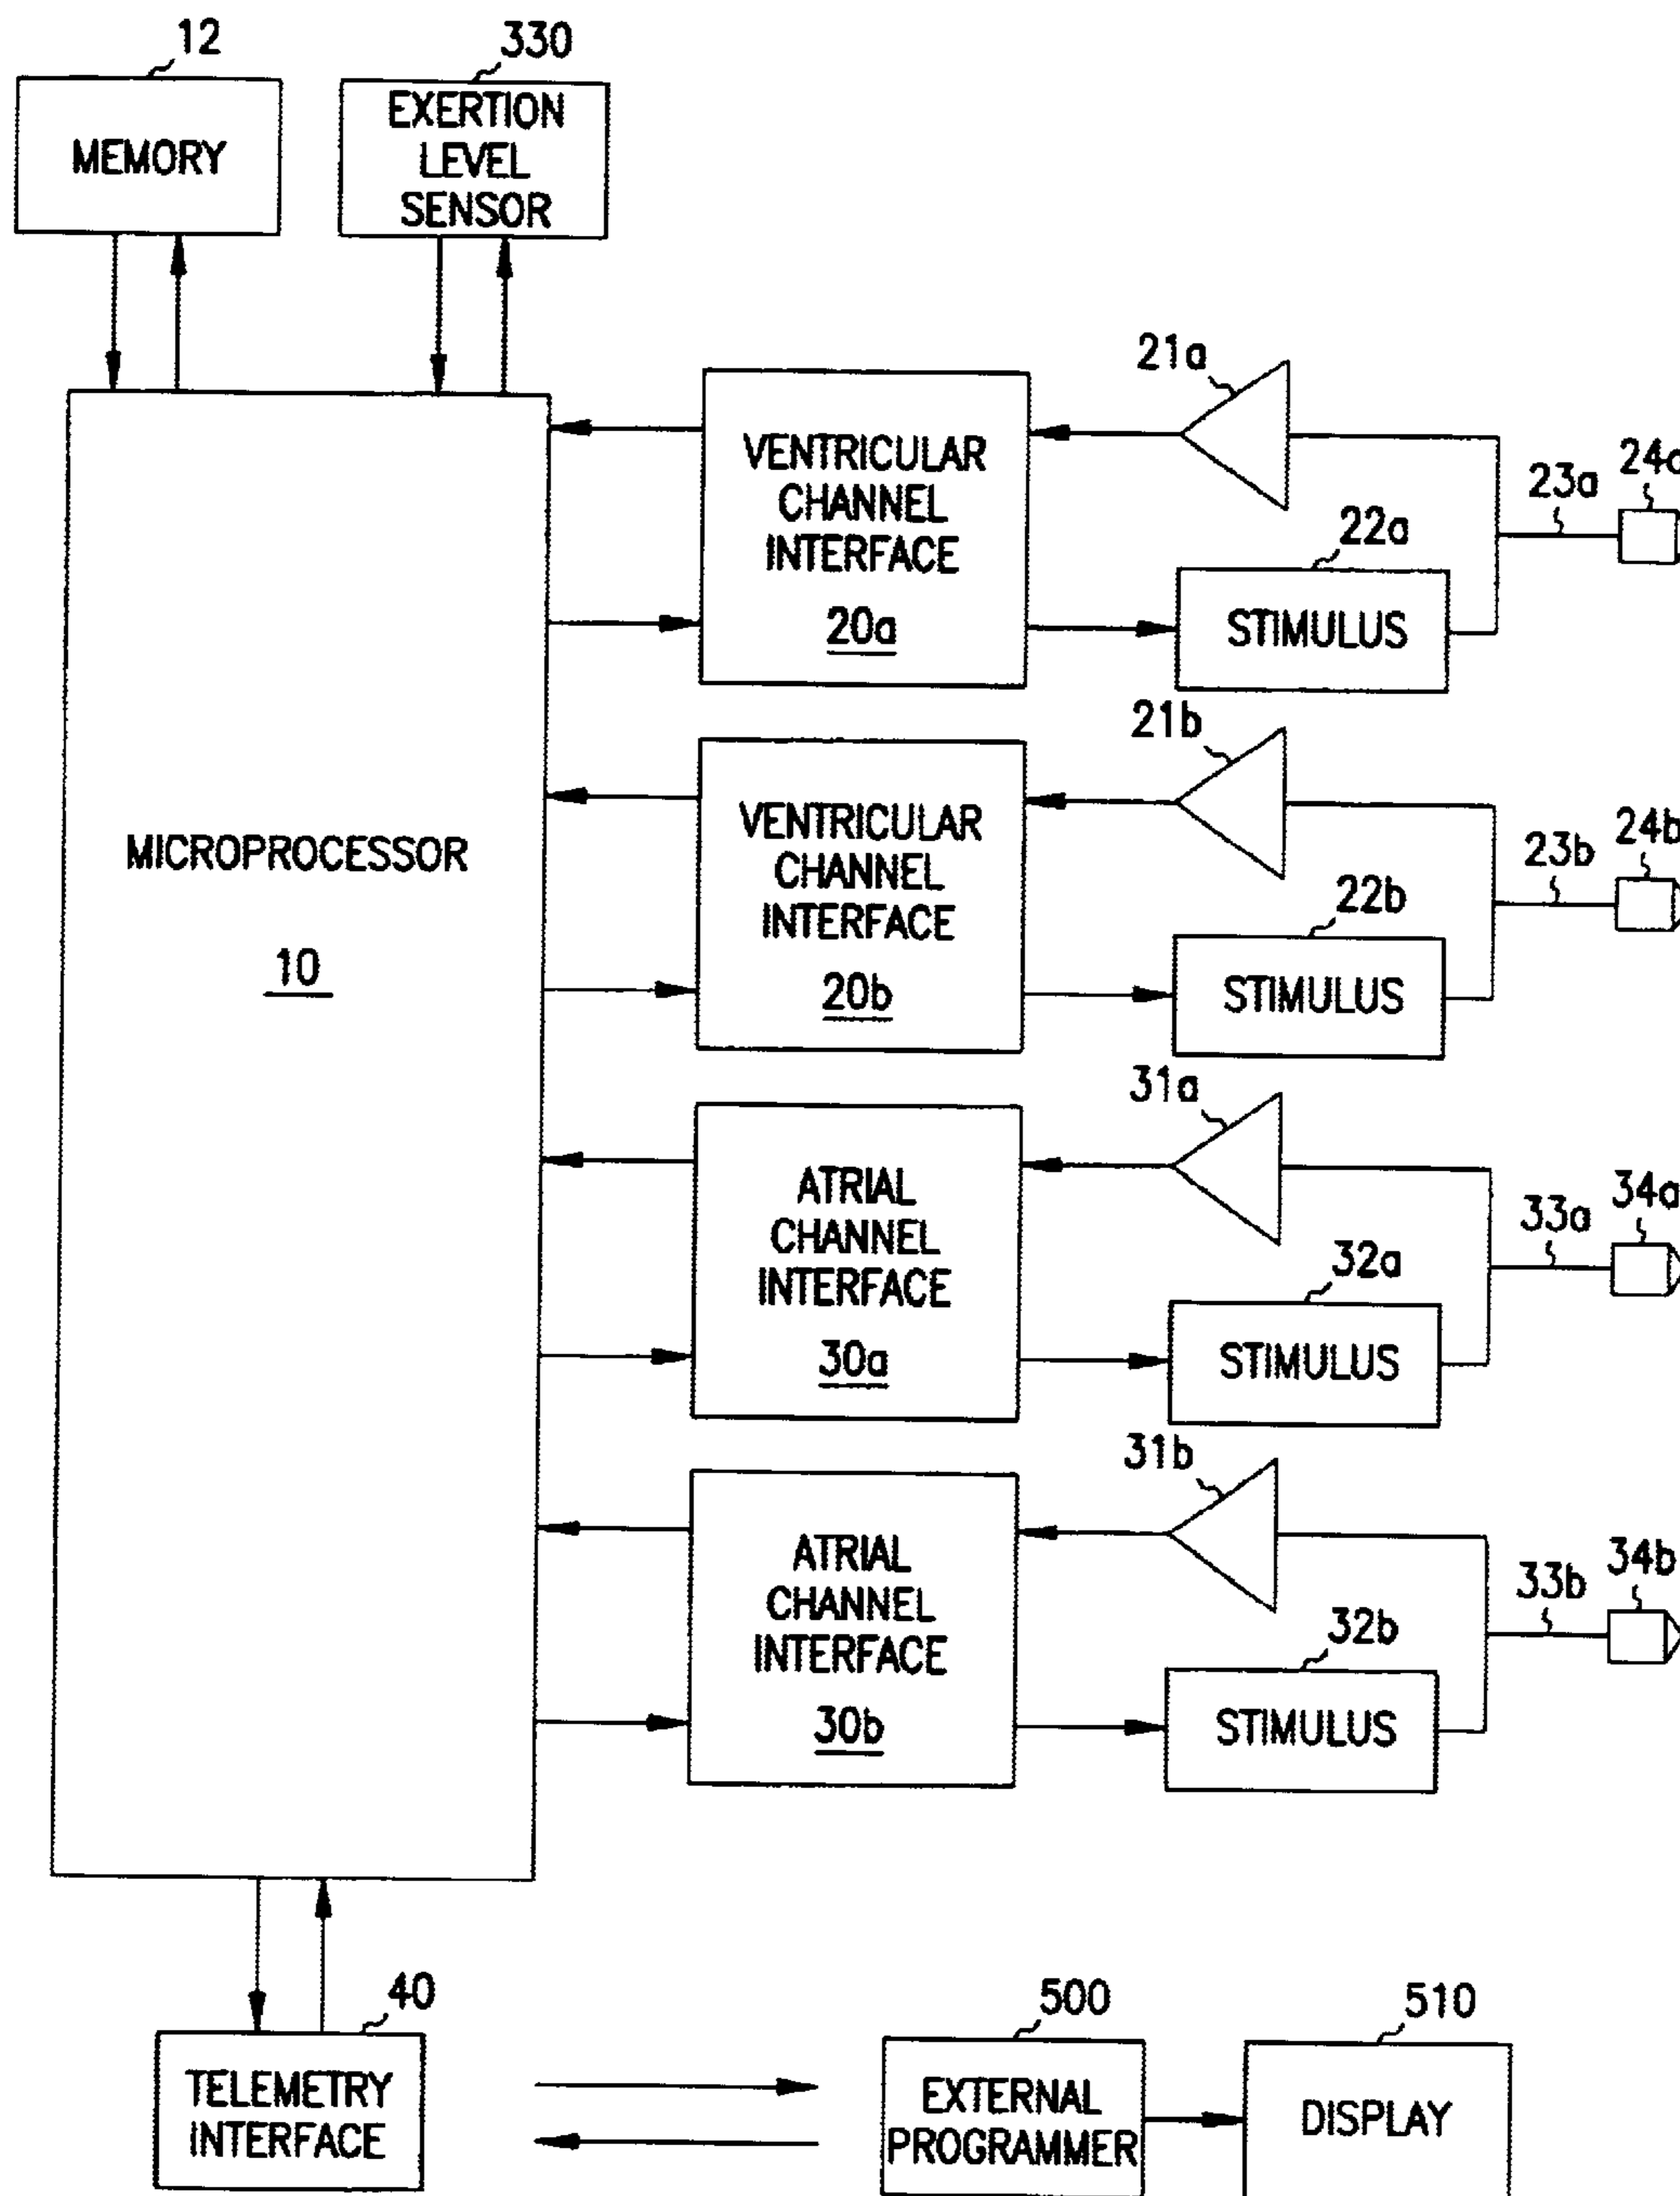 12
330
MEMORY
EXERTION
LEVEL
SENSOR
MICROPROCESSOR
10
VENTRICULAR
CHANNEL
INTERFACE
20a
21a
22a
STIMULUS
23a
24a
VENTRICULAR
CHANNEL
INTERFACE
20b
21b
22b
STIMULUS
23b
24b
ATRIAL
CHANNEL
INTERFACE
30a
31a
32a
STIMULUS
33a
34a
ATRIAL
CHANNEL
INTERFACE
30b
31b
32b
STIMULUS
33b
34b
40
TELEMETRY
INTERFACE
500
EXTERNAL
PROGRAMMER
510
DISPLAY